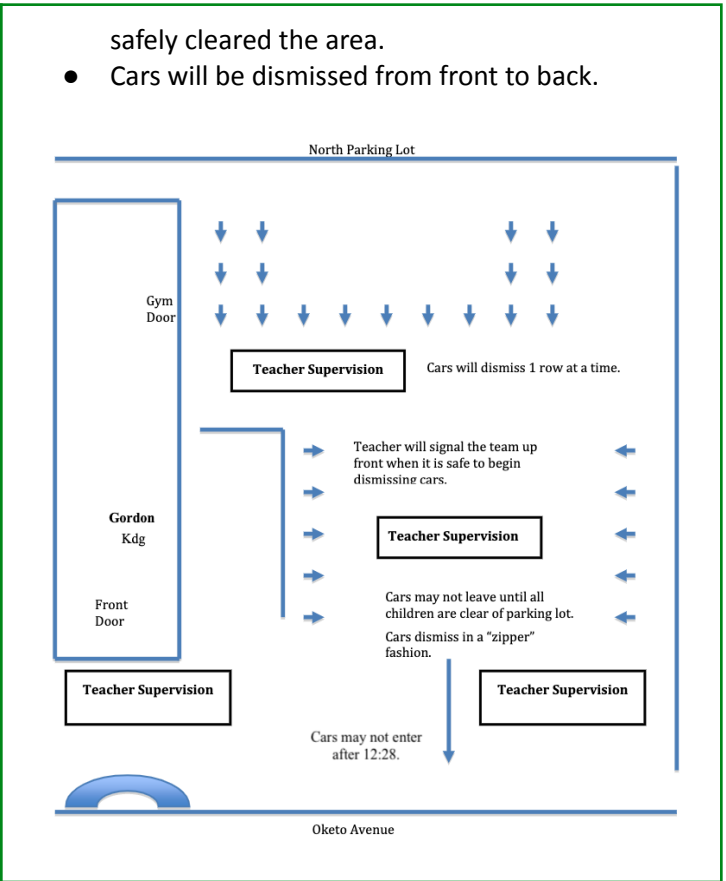 safely cleared the area.
● Cars will be dismissed from front to back.
North Parking Lot
Gym
Door
Teacher Supervision
Cars will dismiss 1 row at a time.
Teacher will signal the team up
front when it is safe to begin
dismissing cars.
Gordon
Kdg
Teacher Supervision
Front
Door
Cars may not leave until all
children are clear of parking lot.
Cars dismiss in a “zipper”
fashion.
Teacher Supervision
Teacher Supervision
Cars may not enter
after 12:28.
Oketo Avenue